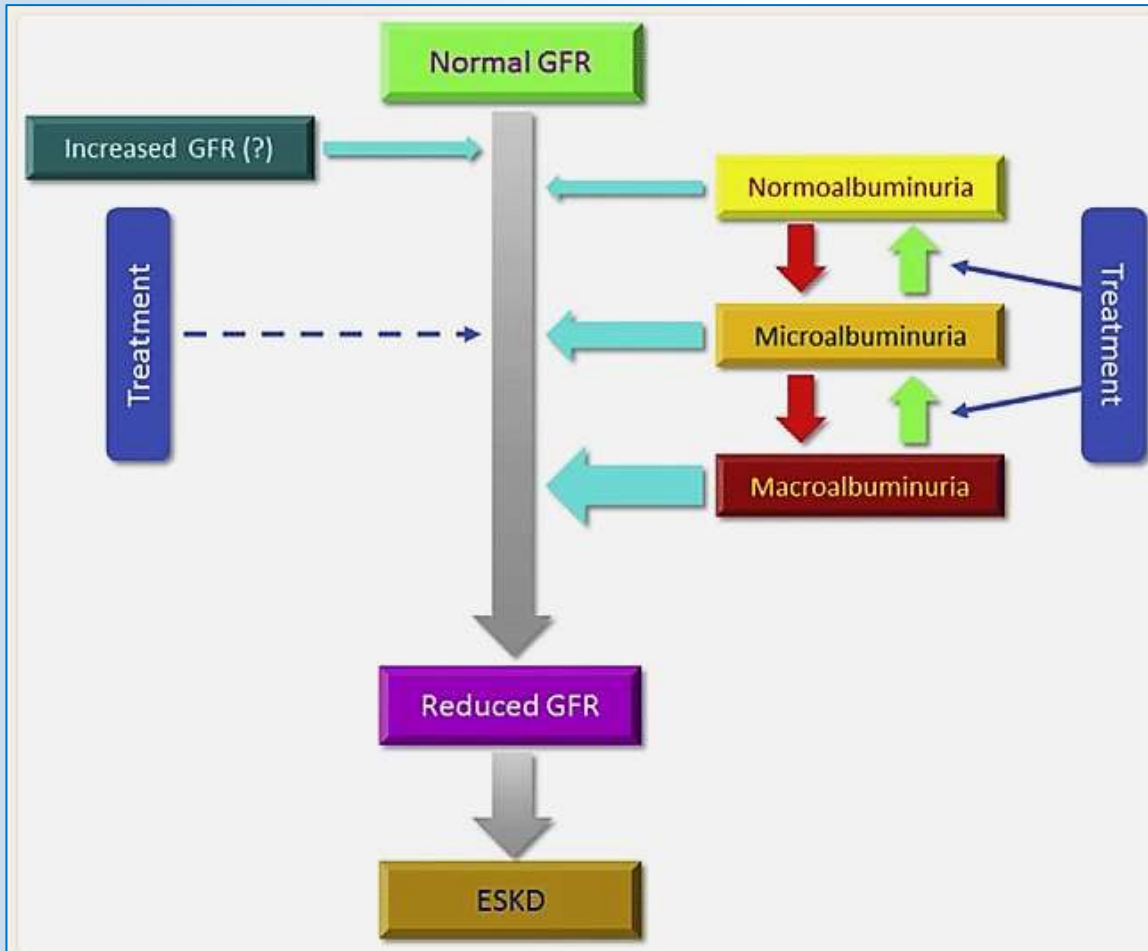 Normal GFR
Increased GFR (?)
Normoalbuminuria
Treatment
Treatment
Microalbuminuria
Macroalbuminuria
Reduced GFR
ESKD